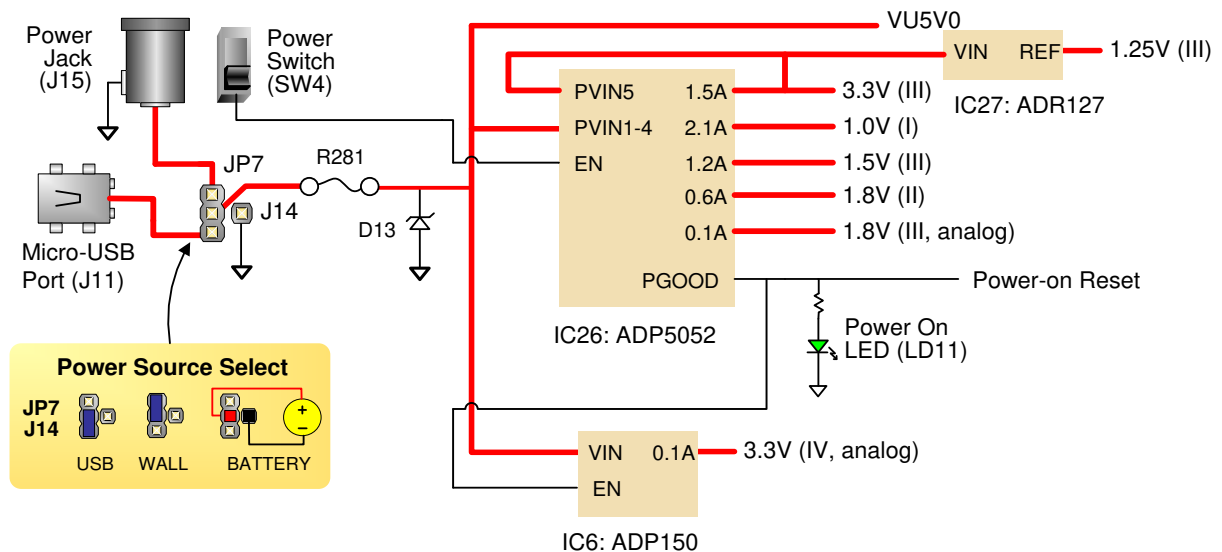 Power
Jack
(J15)
Power
Switch
(SW4)
VU5V0
VIN REF
1.25V (III)
IC27: ADR127
PVIN5 1.5A
3.3V (III)
PVIN1-4 2.1A
1.0V (I)
EN 1.2A
1.5V (III)
0.6A
1.8V (II)
0.1A
1.8V (III, analog)
PGOOD
Power-on Reset
IC26: ADP5052
JP7
R281
J14
D13
Micro-USB
Port (J11)
Power On
LED (LD11)
Power Source Select
JP7
J14
+
–
USB WALL BATTERY
VIN 0.1A
3.3V (IV, analog)
EN
IC6: ADP150